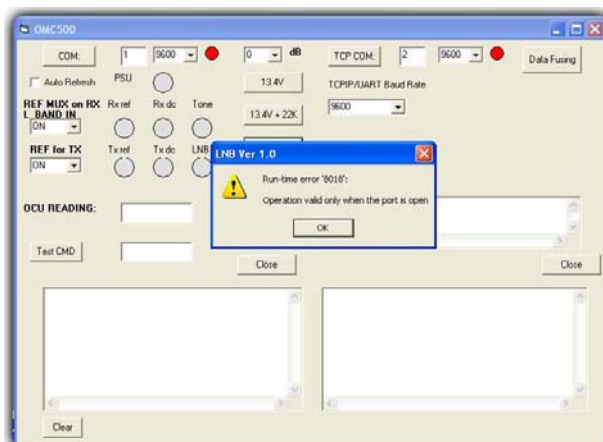 OMC500
COM: 1 9600 0 dB TCP COM: 2 9600 Data Fusing
Auto Refresh PSU 13.4V TCPIP/UART Baud Rate
REF MUX on RX Rx ref Rx dc Tone 9600
L_BAND IN 13.4V + 22K
ON
REF for TX Tx ref Tx dc LNB
ON
LNB Ver 1.0
Run-time error '8018':
Operation valid only when the port is open
OK
OCU READING:
Test CMD
Close Close
Clear